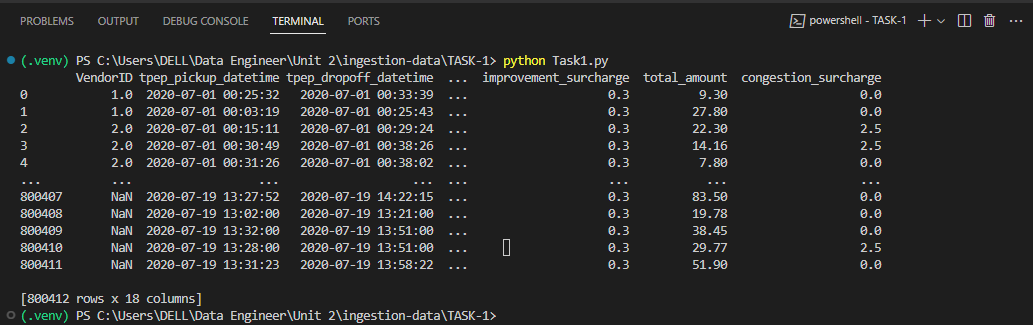 PROBLEMS OUTPUT DEBUG CONSOLE TERMINAL PORTS powershell - TASK-1
(.venv) PS C:\Users\DELL\Data Engineer\Unit 2\ingestion-data\TASK-1> python Task1.py
VendorID tpep_pickup_datetime tpep_dropoff_datetime ... improvement_surcharge total_amount congestion_surcharge
0 1.0 2020-07-01 00:25:32 2020-07-01 00:33:39 ... 0.3 9.30 0.0
1 1.0 2020-07-01 00:03:19 2020-07-01 00:25:43 ... 0.3 27.80 0.0
2 2.0 2020-07-01 00:15:11 2020-07-01 00:29:24 ... 0.3 22.30 2.5
3 2.0 2020-07-01 00:30:49 2020-07-01 00:38:26 ... 0.3 14.16 2.5
4 2.0 2020-07-01 00:31:26 2020-07-01 00:38:02 ... 0.3 7.80 0.0
... ... ... ... ... ... ... ...
800407 NaN 2020-07-19 13:27:52 2020-07-19 14:22:15 ... 0.3 83.50 0.0
800408 NaN 2020-07-19 13:02:00 2020-07-19 13:21:00 ... 0.3 19.78 0.0
800409 NaN 2020-07-19 13:32:00 2020-07-19 13:51:00 ... 0.3 38.45 0.0
800410 NaN 2020-07-19 13:28:00 2020-07-19 13:51:00 ... 0.3 29.77 2.5
800411 NaN 2020-07-19 13:31:23 2020-07-19 13:58:22 ... 0.3 51.90 0.0
[800412 rows x 18 columns]
(.venv) PS C:\Users\DELL\Data Engineer\Unit 2\ingestion-data\TASK-1>